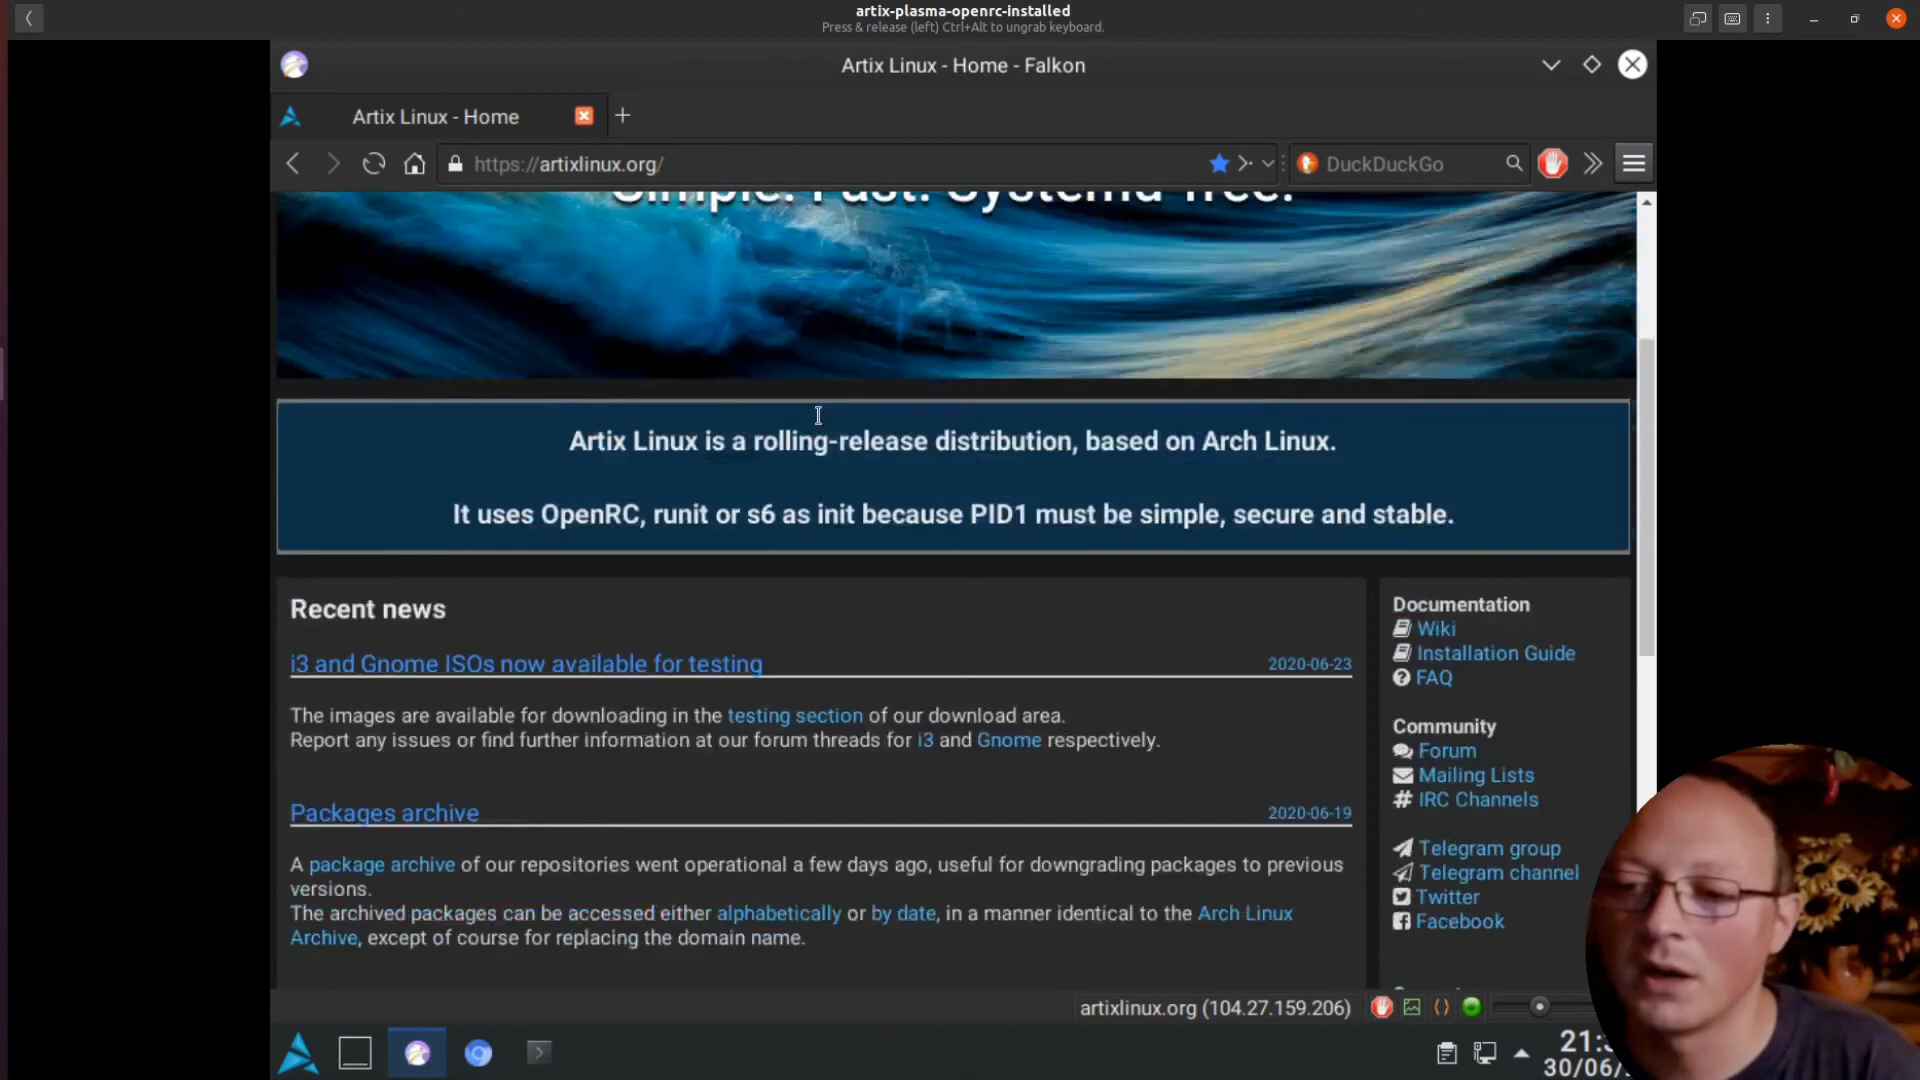 artix-plasma-openrc-installed
Press & release (left) Ctrl+Alt to ungrab keyboard.
Artix Linux - Home - Falkon
Artix Linux - Home
https://artixlinux.org/
DuckDuckGo
Simple. Fast. Systemd-free.
Artix Linux is a rolling-release distribution, based on Arch Linux.
It uses OpenRC, runit or s6 as init because PID1 must be simple, secure and stable.
Recent news
i3 and Gnome ISOs now available for testing
2020-06-23
The images are available for downloading in the testing section of our download area.
Report any issues or find further information at our forum threads for i3 and Gnome respectively.
Packages archive
2020-06-19
A package archive of our repositories went operational a few days ago, useful for downgrading packages to previous
versions.
The archived packages can be accessed either alphabetically or by date, in a manner identical to the Arch Linux
Archive, except of course for replacing the domain name.
Documentation
Wiki
Installation Guide
FAQ
Community
Forum
Mailing Lists
IRC Channels
Telegram group
Telegram channel
Twitter
Facebook
artixlinux.org (104.27.159.206)
21:
30/06/